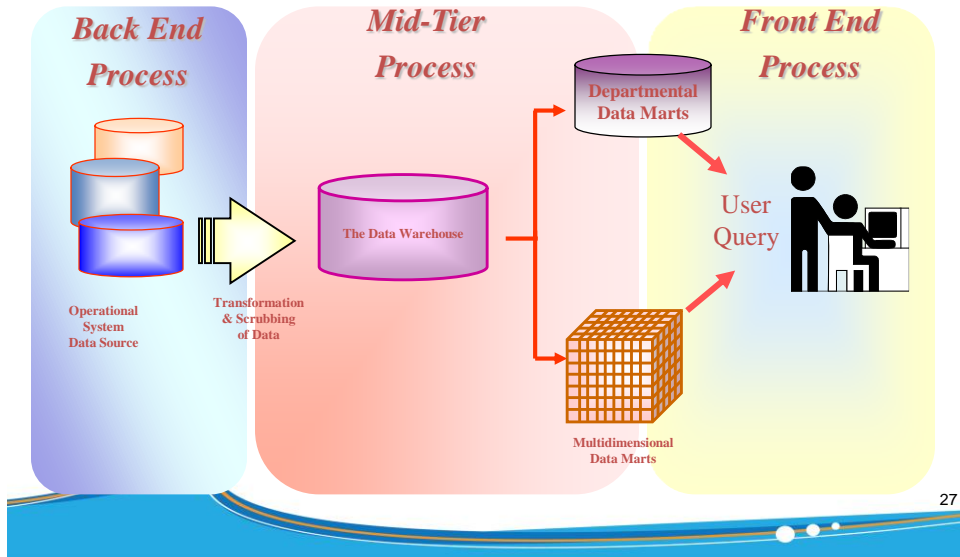 Back End
Process
Mid-Tier
Process
Front End
Process
Departmental
Data Marts
The Data Warehouse
User
Query
Operational
System
Data Source
Transformation
& Scrubbing
of Data
Multidimensional
Data Marts
27